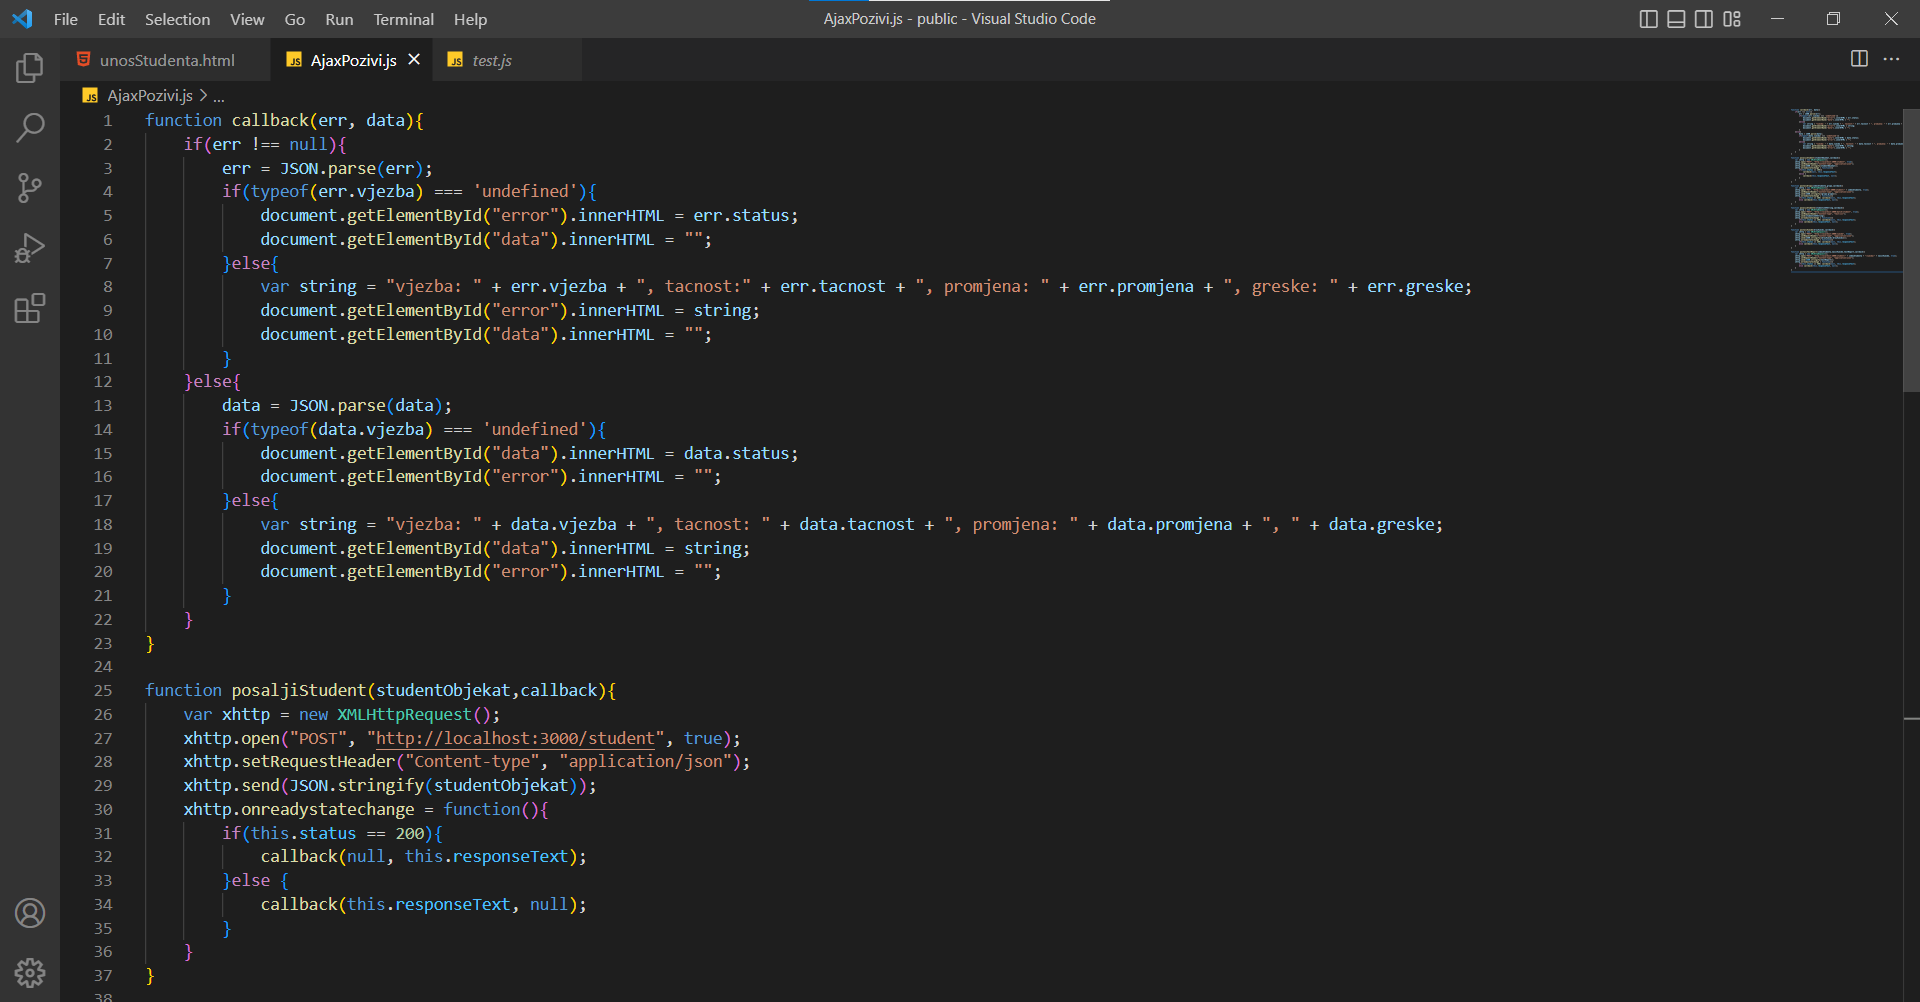 File Edit Selection View Go Run Terminal Help
AjaxPozivi.js - public - Visual Studio Code
unosStudenta.html
JS AjaxPozivi.js
JS test.js
JS AjaxPozivi.js > ...
1 function callback(err, data){
2 if(err !== null){
3 err = JSON.parse(err);
4 if(typeof(err.vjezba) === 'undefined'){
5 document.getElementById("error").innerHTML = err.status;
6 document.getElementById("data").innerHTML = "";
7 }else{
8 var string = "vjezba: " + err.vjezba + ", tacnost:" + err.tacnost + ", promjena: " + err.promjena + ", greske: " + err.greske;
9 document.getElementById("error").innerHTML = string;
10 document.getElementById("data").innerHTML = "";
11 }
12 }else{
13 data = JSON.parse(data);
14 if(typeof(data.vjezba) === 'undefined'){
15 document.getElementById("data").innerHTML = data.status;
16 document.getElementById("error").innerHTML = "";
17 }else{
18 var string = "vjezba: " + data.vjezba + ", tacnost: " + data.tacnost + ", promjena: " + data.promjena + ", " + data.greske;
19 document.getElementById("data").innerHTML = string;
20 document.getElementById("error").innerHTML = "";
21 }
22 }
23 }
24
25 function posaljiStudent(studentObjekat,callback){
26 var xhttp = new XMLHttpRequest();
27 xhttp.open("POST", "http://localhost:3000/student", true);
28 xhttp.setRequestHeader("Content-type", "application/json");
29 xhttp.send(JSON.stringify(studentObjekat));
30 xhttp.onreadystatechange = function(){
31 if(this.status == 200){
32 callback(null, this.responseText);
33 }else {
34 callback(this.responseText, null);
35 }
36 }
37 }
38